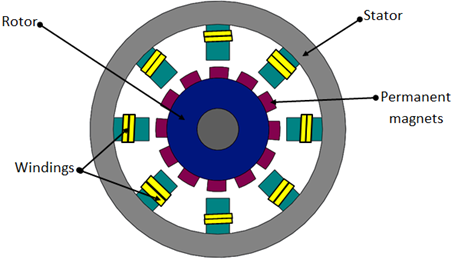 Rotor
Stator
Permanent
magnets
Windings